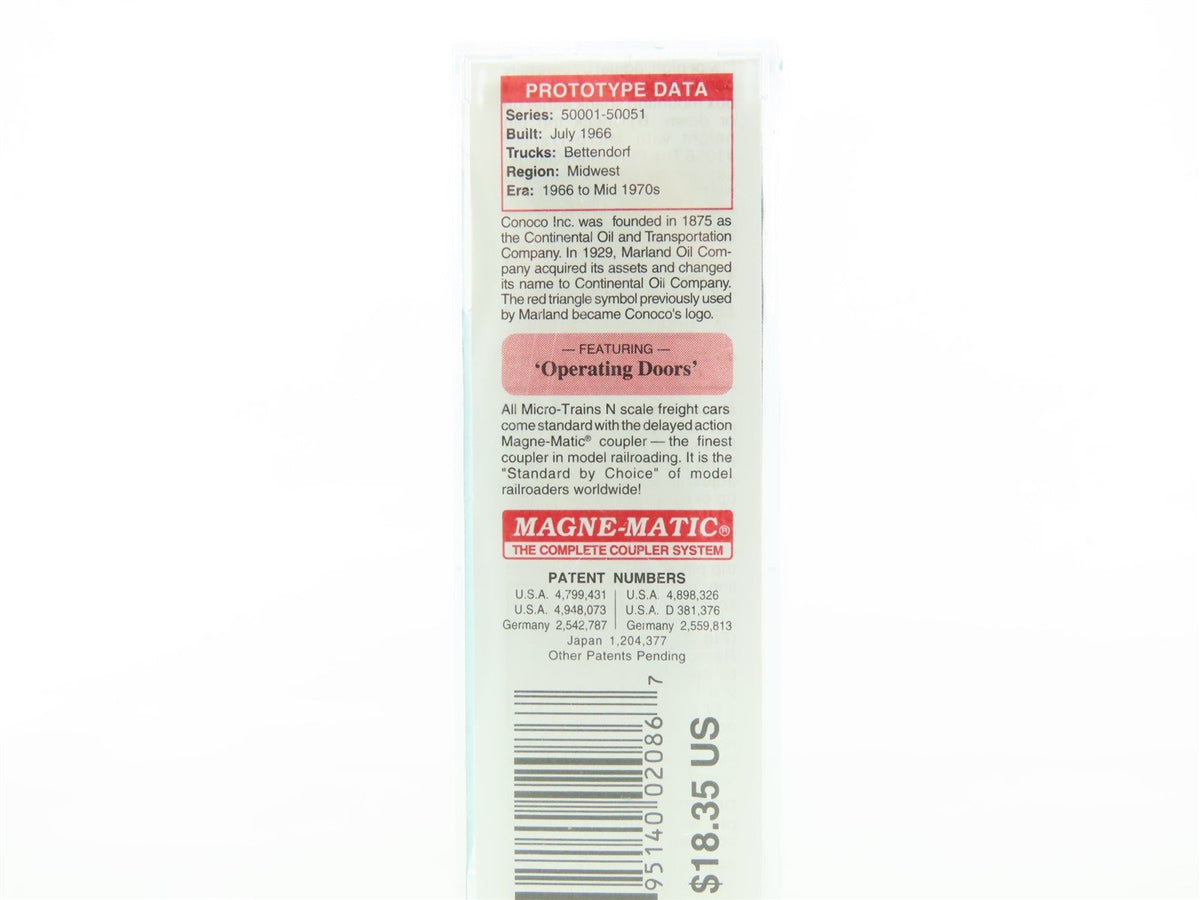 PROTOTYPE DATA
Series: 50001-50051
Built: July 1966
Trucks: Bettendorf
Region: Midwest
Era: 1966 to Mid 1970s
Conoco Inc. was founded in 1875 as
the Continental Oil and Transportation
Company. In 1929, Marland Oil Com-
pany acquired its assets and changed
its name to Continental Oil Company.
The red triangle symbol previously used
by Marland became Conoco's logo.
— FEATURING —
‘Operating Doors’
All Micro-Trains N scale freight cars
come standard with the delayed action
Magne-Matic® coupler — the finest
coupler in model railroading. It is the
"Standard by Choice" of model
railroaders worldwide!
MAGNE-MATIC®
THE COMPLETE COUPLER SYSTEM
PATENT NUMBERS
U.S.A. 4,799,431 U.S.A. 4,898,326
U.S.A. 4,948,073 U.S.A. D 381,376
Germany 2,542,787 Germany 2,559,813
Japan 1,204,377
Other Patents Pending
95140 02086 7
$18.35 US